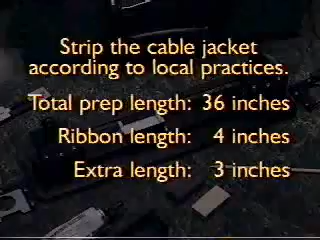 Strip the cable jacket
according to local practices.
Total prep length: 36 inches
Ribbon length: 4 inches
Extra length: 3 inches